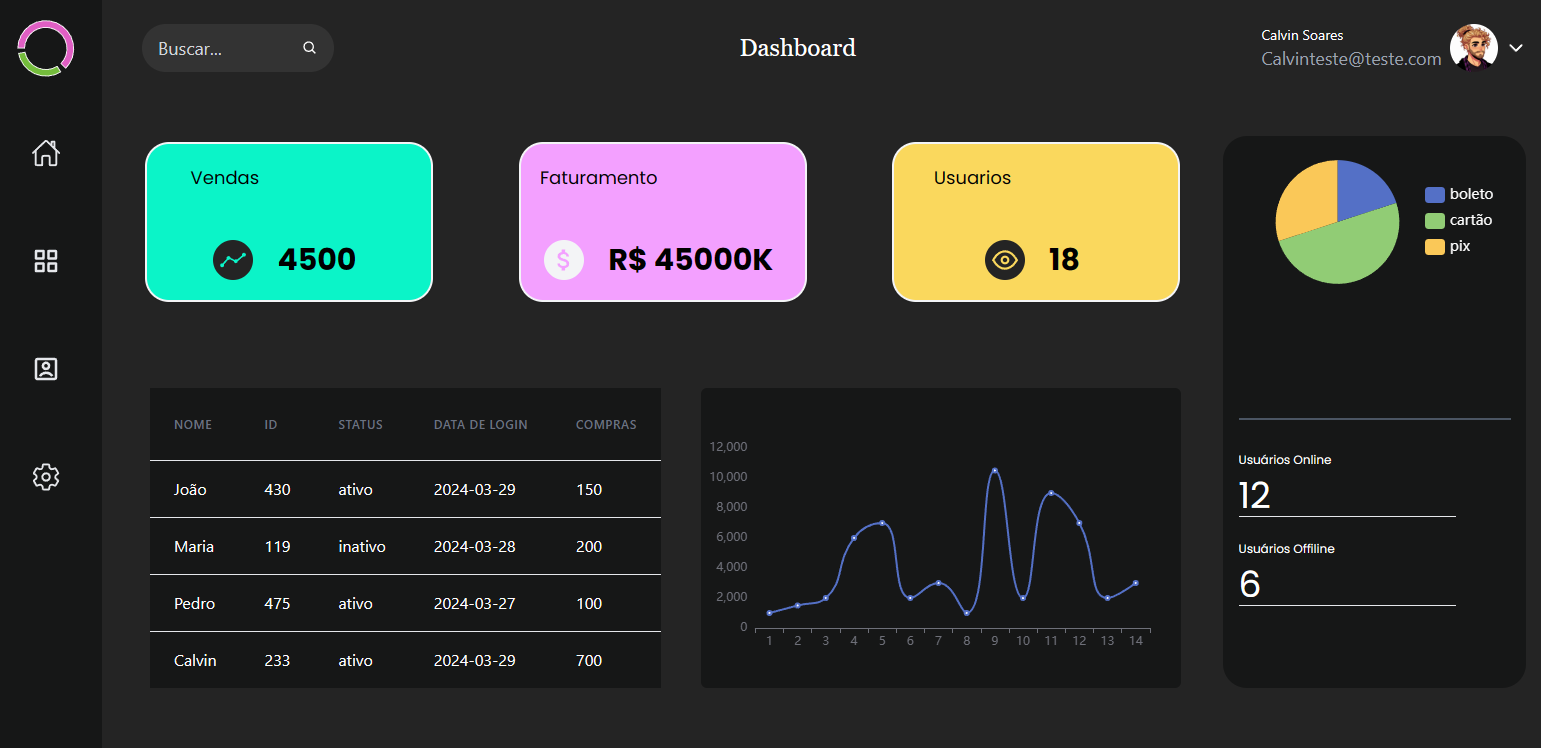 Buscar...
Dashboard
Calvin Soares
Calvinteste@teste.com
Vendas
4500
Faturamento
$
R$ 45000K
Usuarios
18
boleto
cartão
pix
NOME ID STATUS DATA DE LOGIN COMPRAS
João 430 ativo 2024-03-29 150
Maria 119 inativo 2024-03-28 200
Pedro 475 ativo 2024-03-27 100
Calvin 233 ativo 2024-03-29 700
12,000
10,000
8,000
6,000
4,000
2,000
0
1 2 3 4 5 6 7 8 9 10 11 12 13 14
Usuários Online
12
Usuários Offiline
6